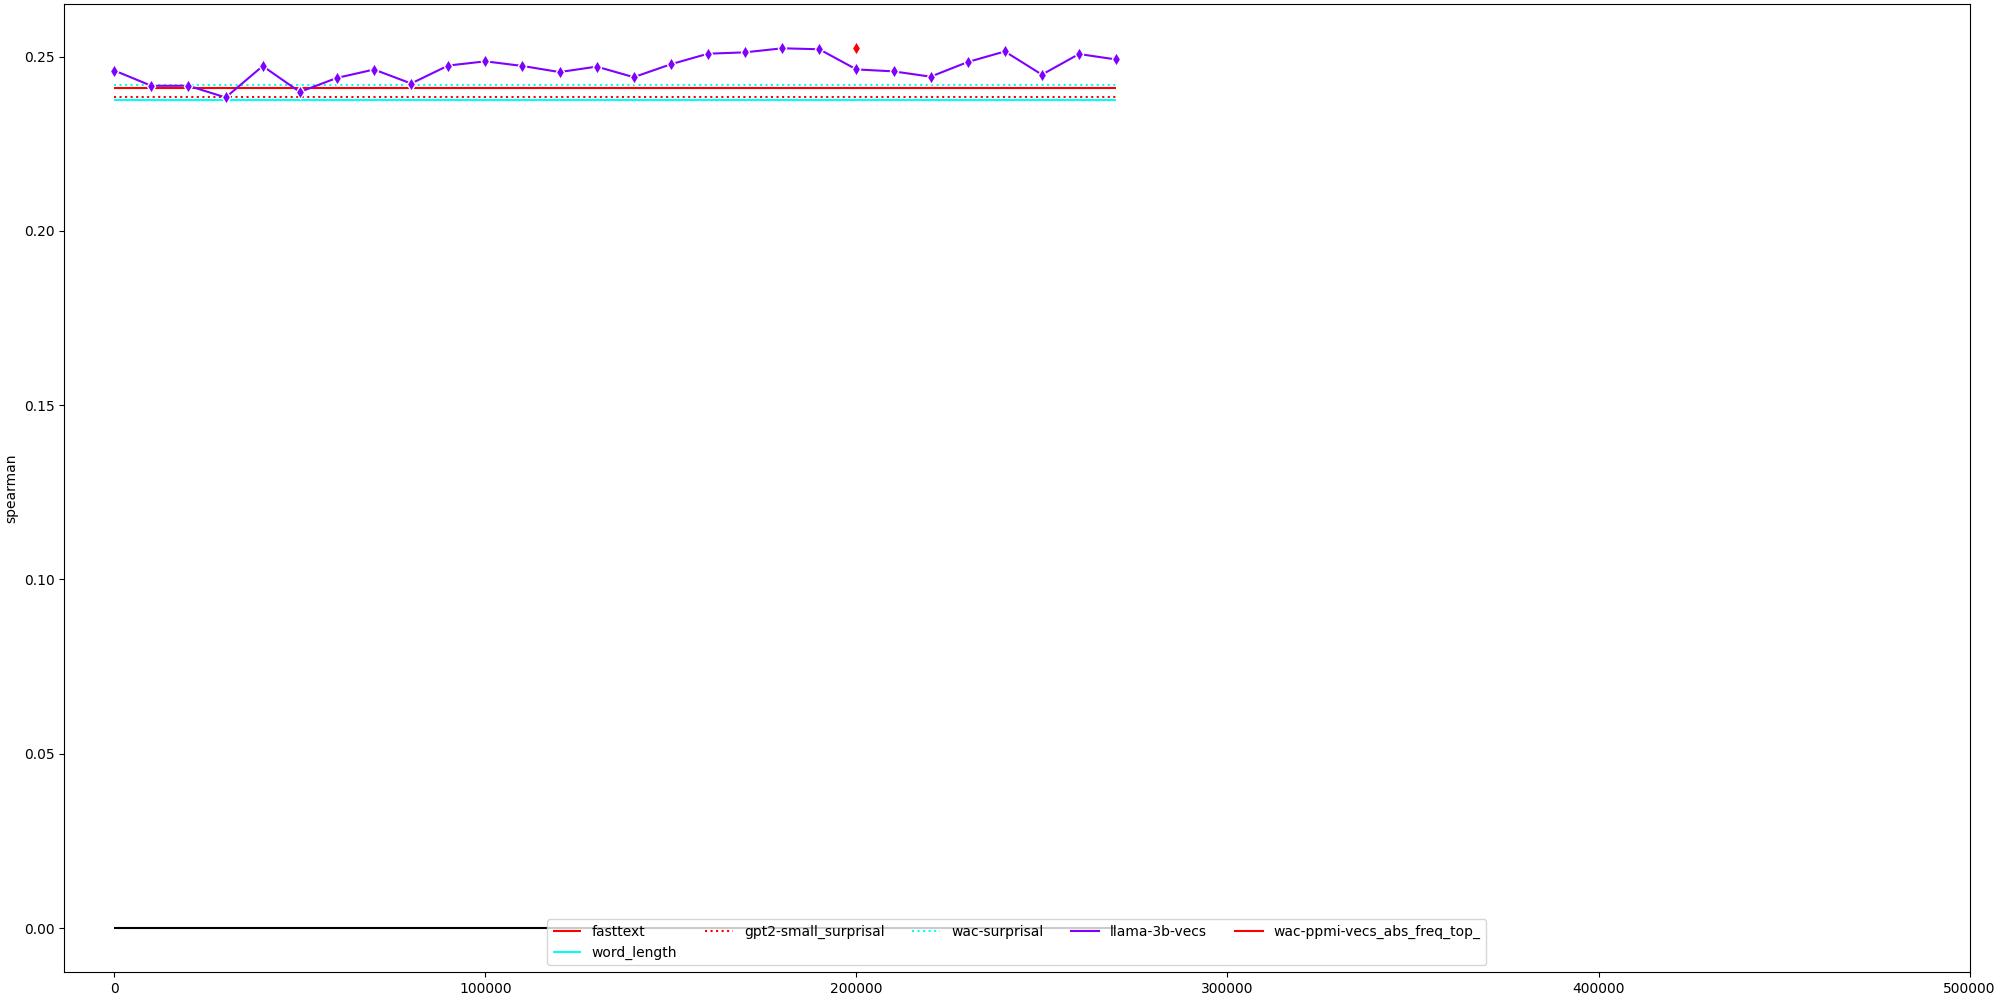 0.25
0.20
0.15
0.10
0.05
0.00
spearman
fasttext
word_length
gpt2-small_surprisal
wac-surprisal
llama-3b-vecs
wac-ppmi-vecs_abs_freq_top_
0 100000 200000 300000 400000 500000